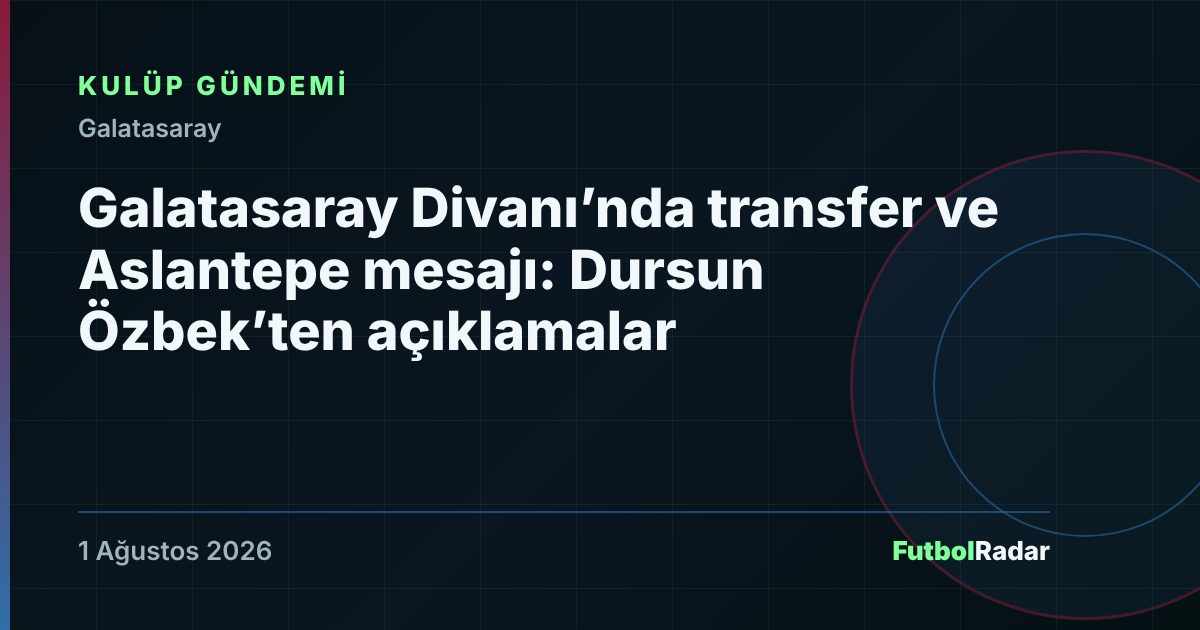 KULÜP GÜNDEMİ
Galatasaray
Galatasaray Divanı’nda transfer ve
Aslantepe mesajı: Dursun
Özbek’ten açıklamalar
1 Ağustos 2026
FutbolRadar